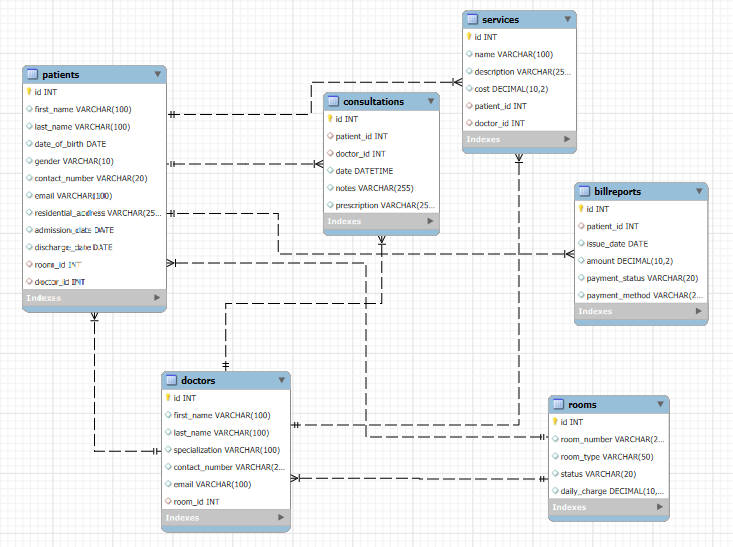 patients
id INT
first_name VARCHAR(100)
last_name VARCHAR(100)
date_of_birth DATE
gender VARCHAR(10)
contact_number VARCHAR(20)
email VARCHAR(100)
residential_address VARCHAR(25...
admission_date DATE
discharge_date DATE
room_id INT
doctor_id INT
Indexes
consultations
id INT
patient_id INT
doctor_id INT
date DATETIME
notes VARCHAR(255)
prescription VARCHAR(25...
Indexes
services
id INT
name VARCHAR(100)
description VARCHAR(25...
cost DECIMAL(10,2)
patient_id INT
doctor_id INT
Indexes
billreports
id INT
patient_id INT
issue_date DATE
amount DECIMAL(10,2)
payment_status VARCHAR(20)
payment_method VARCHAR(2...
Indexes
doctors
id INT
first_name VARCHAR(100)
last_name VARCHAR(100)
specialization VARCHAR(100)
contact_number VARCHAR(2...
email VARCHAR(100)
room_id INT
Indexes
rooms
id INT
room_number VARCHAR(2...
room_type VARCHAR(50)
status VARCHAR(20)
daily_charge DECIMAL(10,...
Indexes